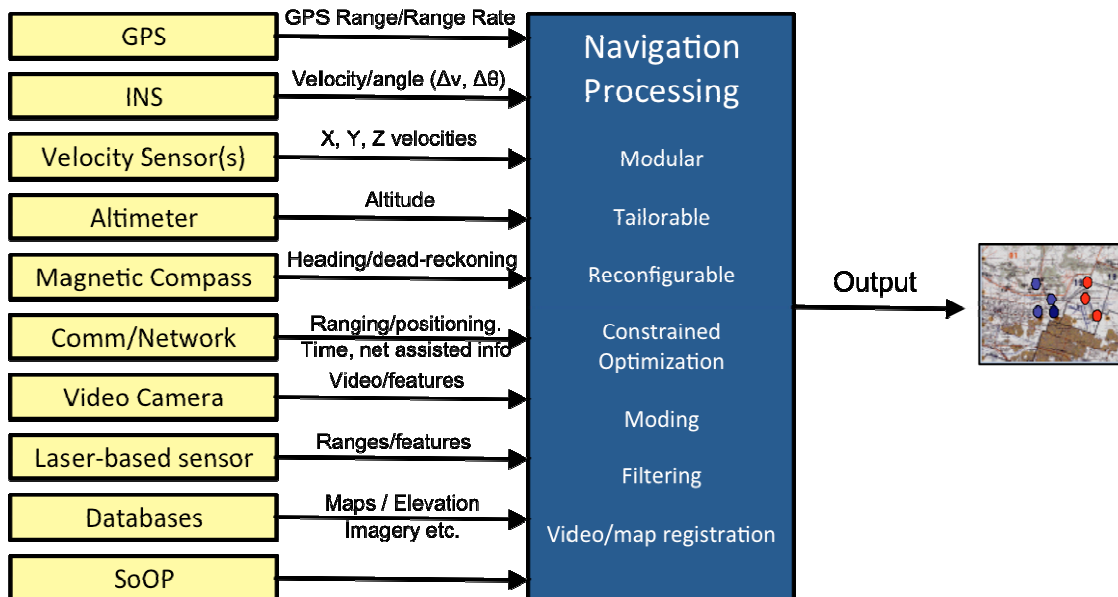 GPS
GPS Range/Range Rate
INS
Velocity/angle (Δv, Δθ)
Velocity Sensor(s)
X, Y, Z velocities
Altimeter
Altitude
Magnetic Compass
Heading/dead-reckoning
Comm/Network
Ranging/positioning.
Time, net assisted info
Video Camera
Video/features
Laser-based sensor
Ranges/features
Databases
Maps / Elevation
Imagery etc.
SoOP
Navigation
Processing
Modular
Tailorable
Reconfigurable
Constrained
Optimization
Moding
Filtering
Video/map registration
Output